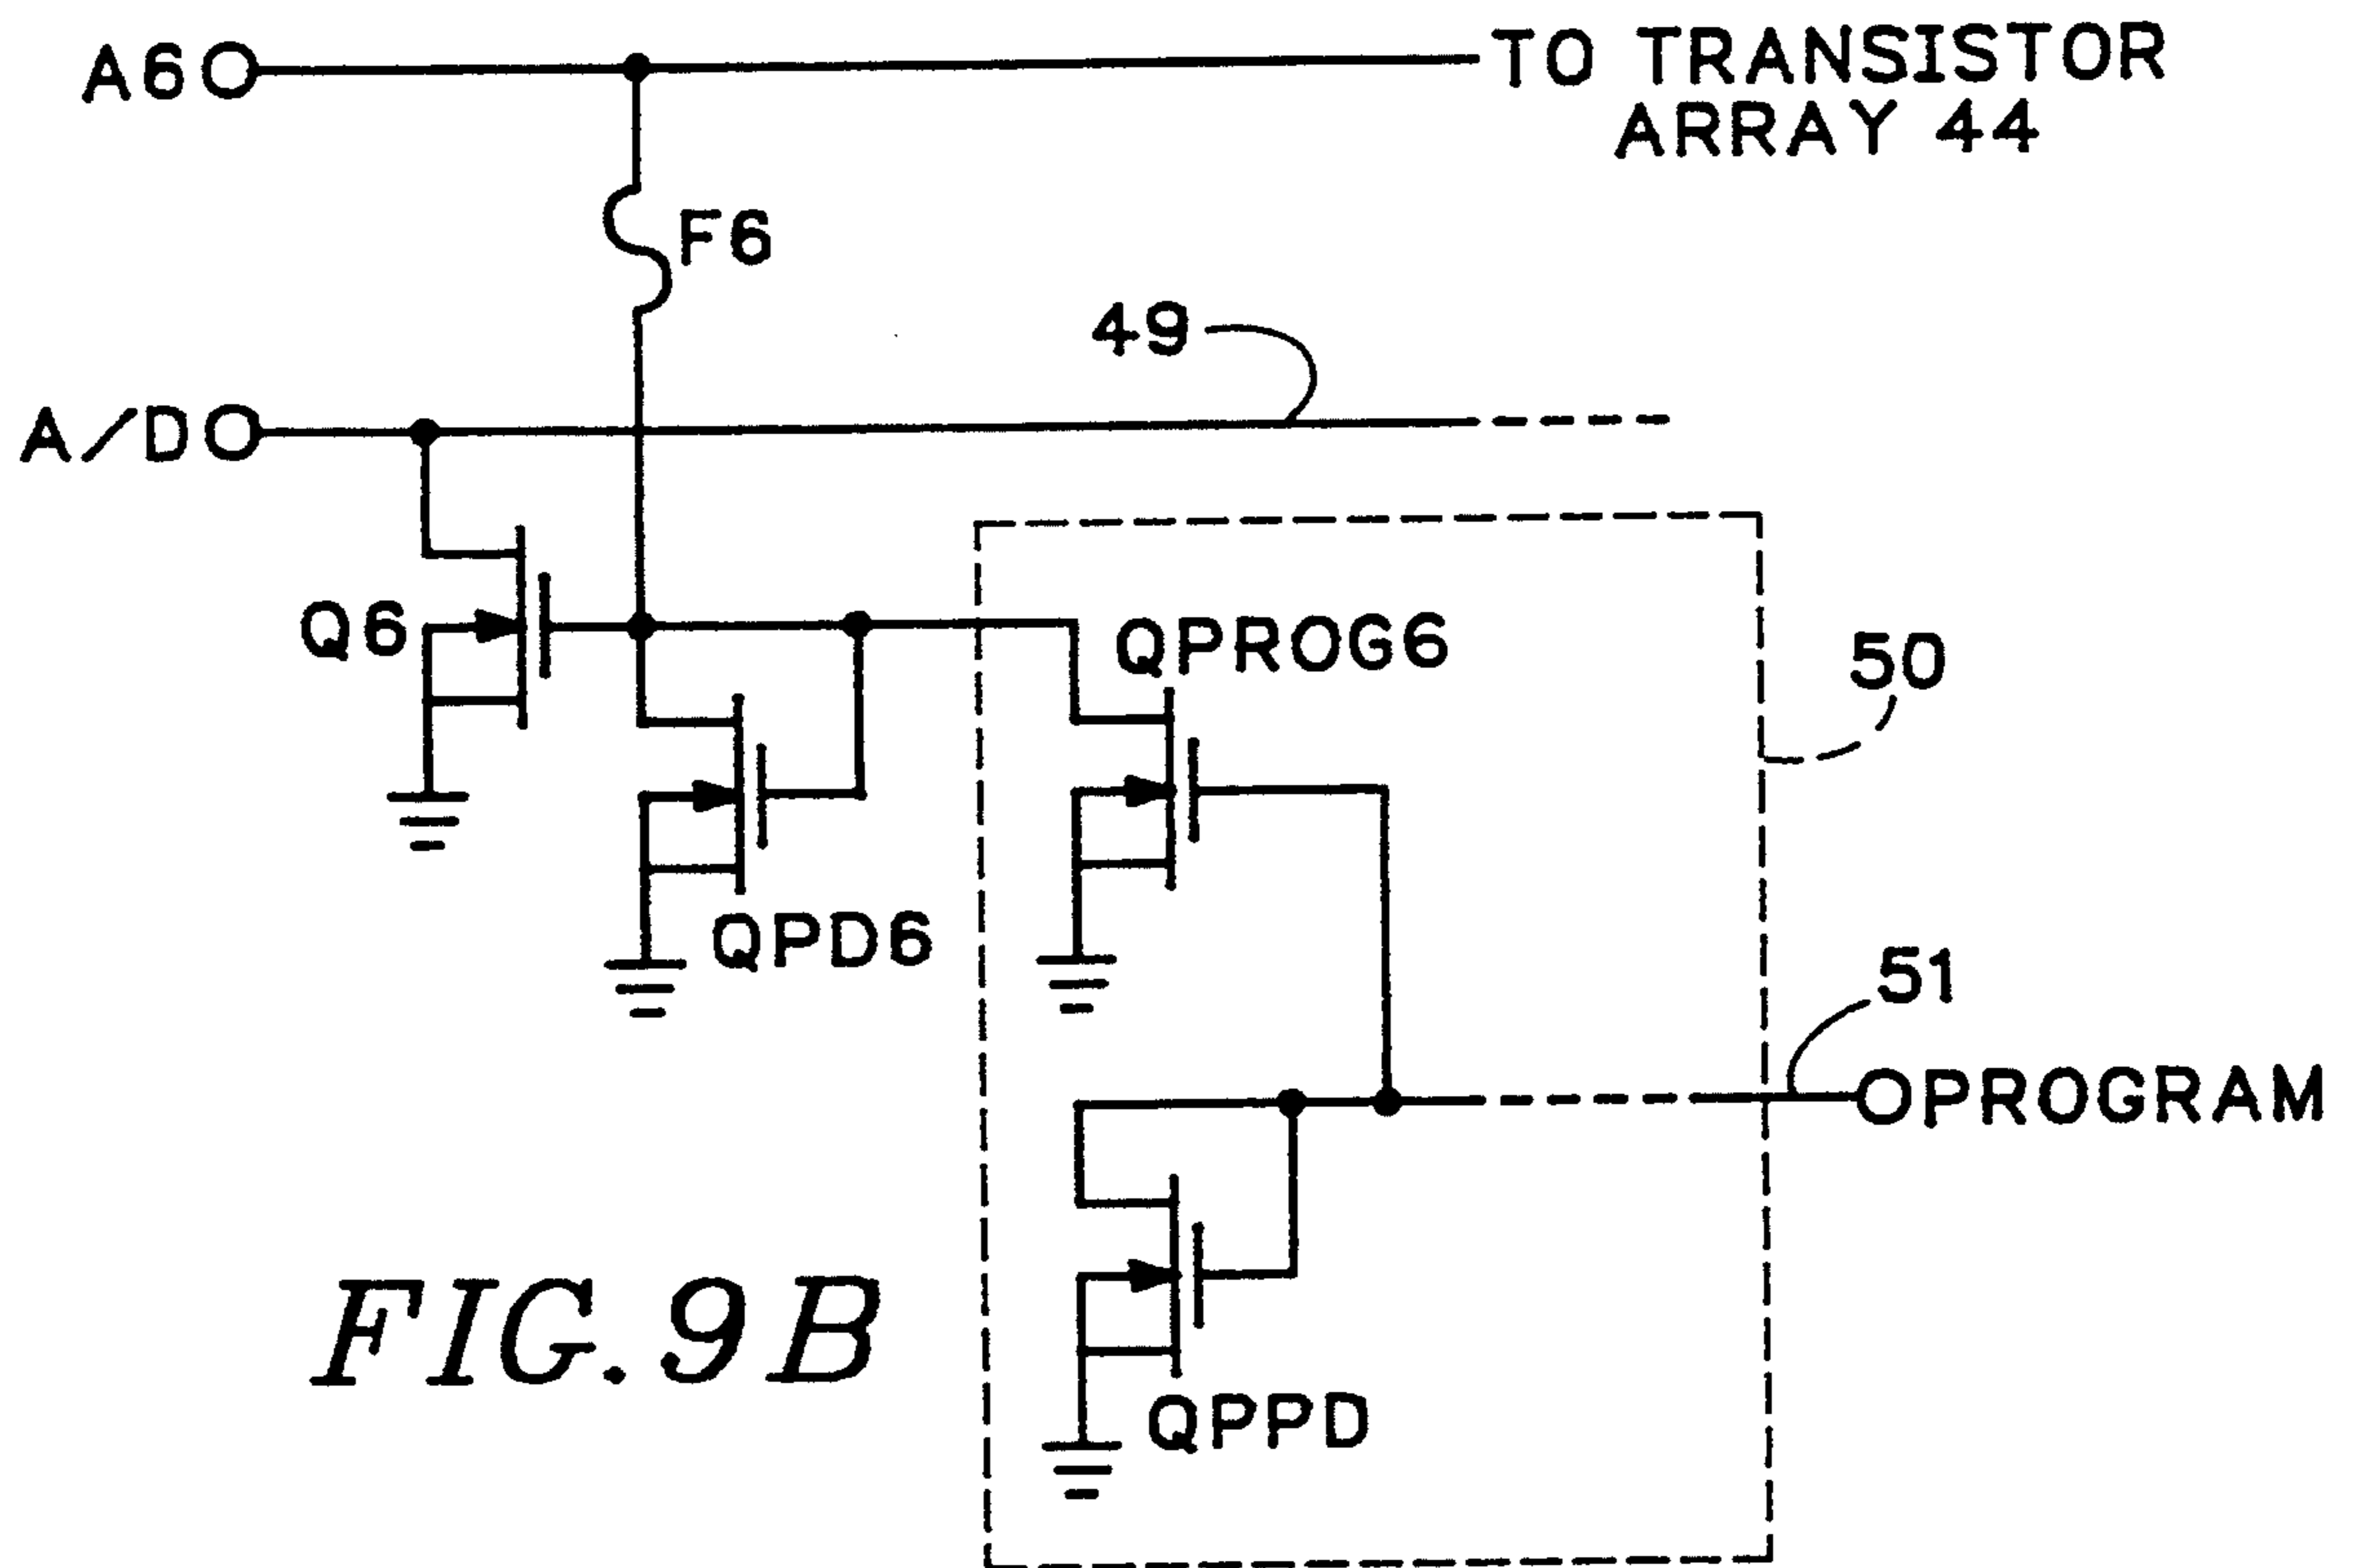 A6
TO TRANSISTOR
ARRAY 44
F6
49
A/D
Q6
QPROG6
50
QPD6
51
PROGRAM
FIG. 9B
QPPD